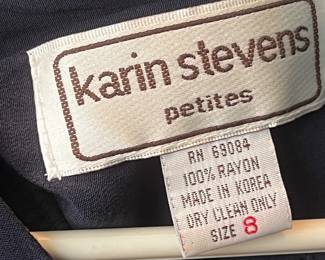 karin stevens
petites
RN 69084
100% RAYON
MADE IN KOREA
DRY CLEAN ONLY
SIZE 8